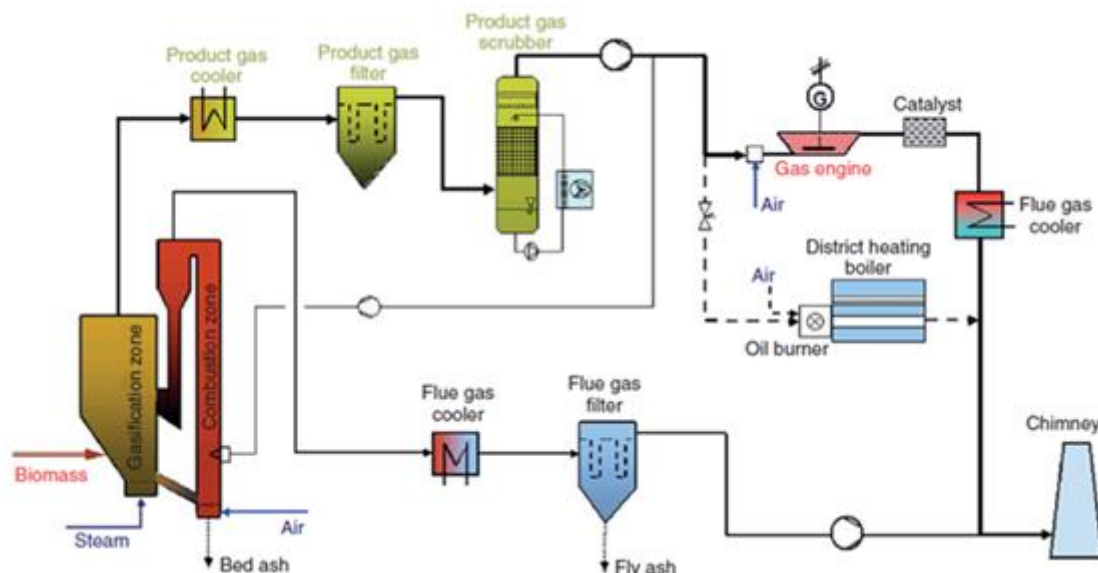 Product gas
cooler
Product gas
filter
Product gas
scrubber
G
Catalyst
Gas engine
Air
Flue gas
cooler
District heating
boiler
Air
Oil burner
Gasification zone
Combustion zone
Biomass
Steam
Air
Bed ash
Flue gas
cooler
Flue gas
filter
Fly ash
Chimney